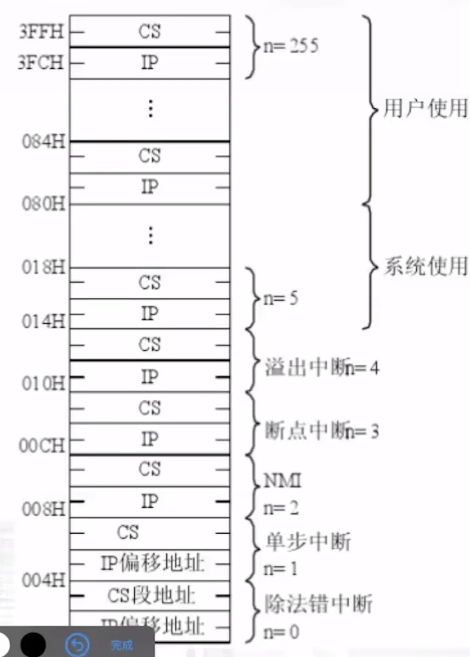 3FFH CS
n= 255
3FCH IP
⋮
用户使用
084H
CS
IP
080H
⋮
系统使用
018H
CS
n= 5
IP
014H
CS
溢出中断n= 4
010H IP
CS
断点中断n= 3
IP
00CH
CS
NMI
IP
n= 2
008H
CS
单步中断
IP偏移地址
n= 1
004H
CS段地址
除法错中断
IP偏移地址
n= 0
完成